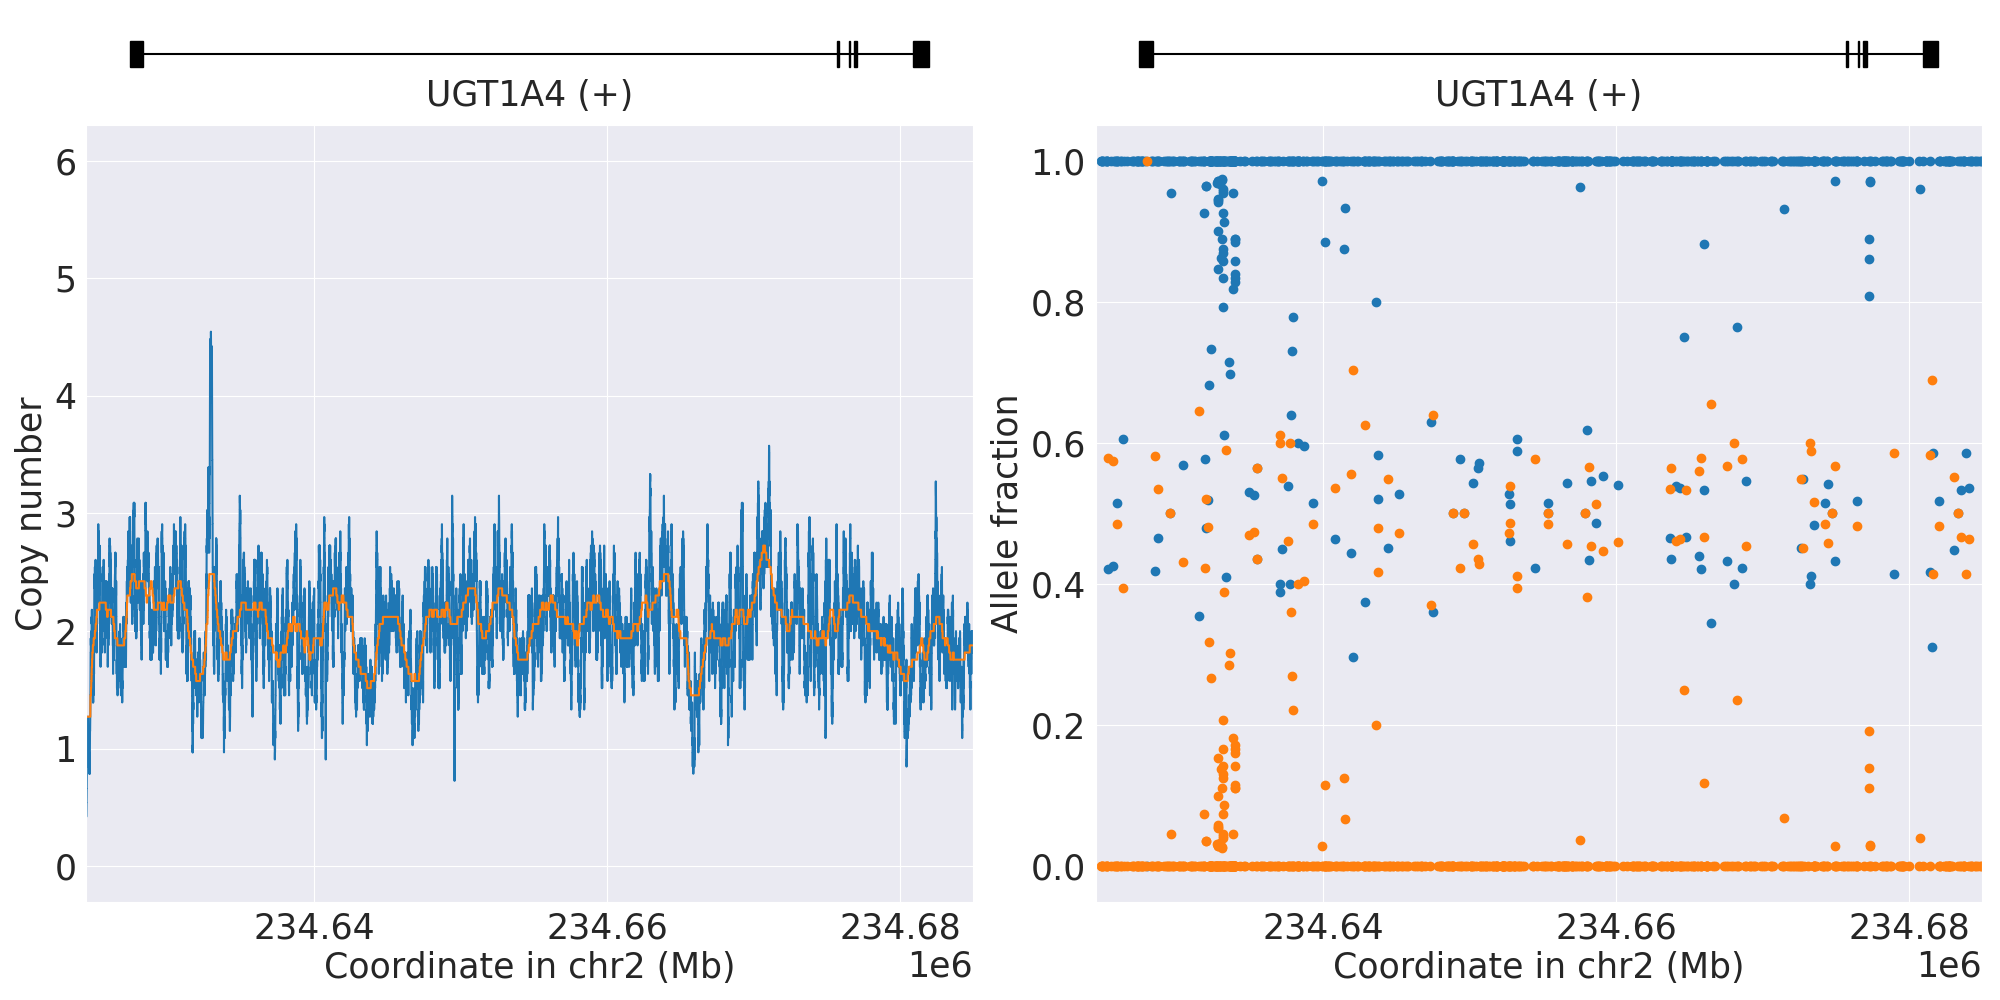 UGT1A4 (+)
6
5
4
3
2
1
0
Copy number
234.64
234.66
234.68
Coordinate in chr2 (Mb)
1e6
UGT1A4 (+)
1.0
0.8
0.6
0.4
0.2
0.0
Allele fraction
234.64
234.66
234.68
Coordinate in chr2 (Mb)
1e6